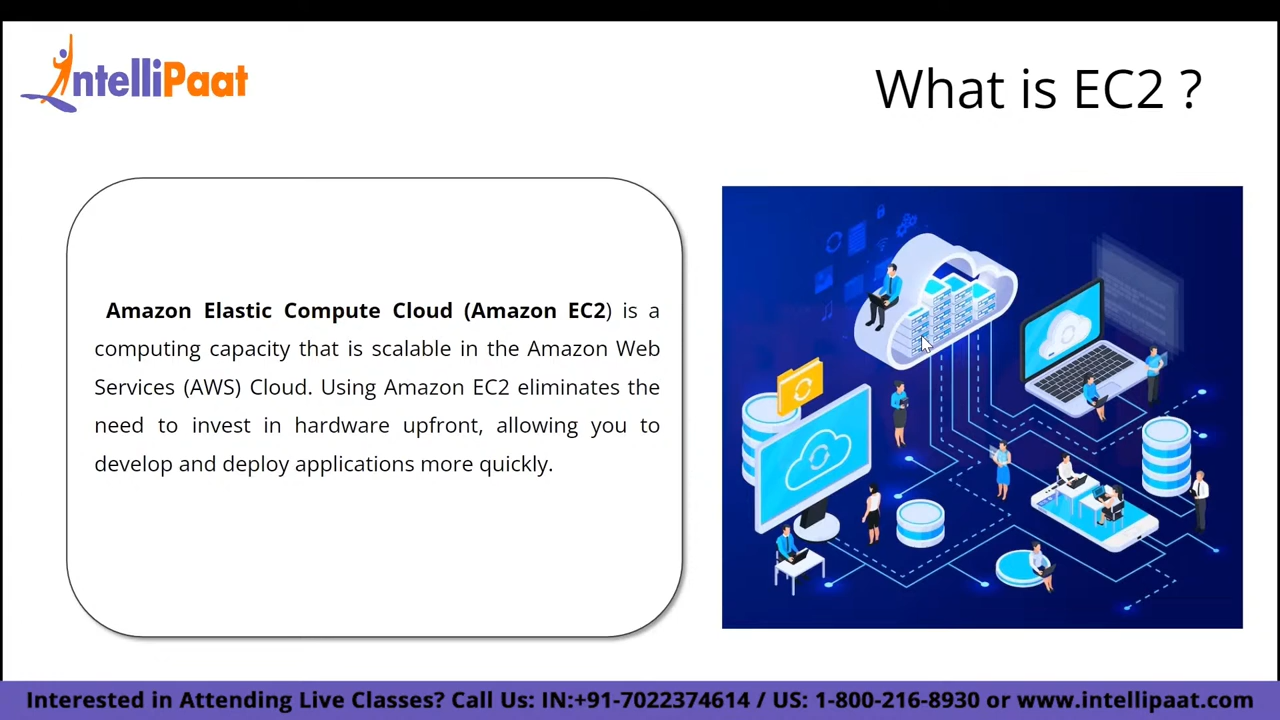 IntelliPaat
What is EC2 ?
Amazon Elastic Compute Cloud (Amazon EC2) is a
computing capacity that is scalable in the Amazon Web
Services (AWS) Cloud. Using Amazon EC2 eliminates the
need to invest in hardware upfront, allowing you to
develop and deploy applications more quickly.
Interested in Attending Live Classes? Call Us: IN:+91-7022374614 / US: 1-800-216-8930 or www.intellipaat.com